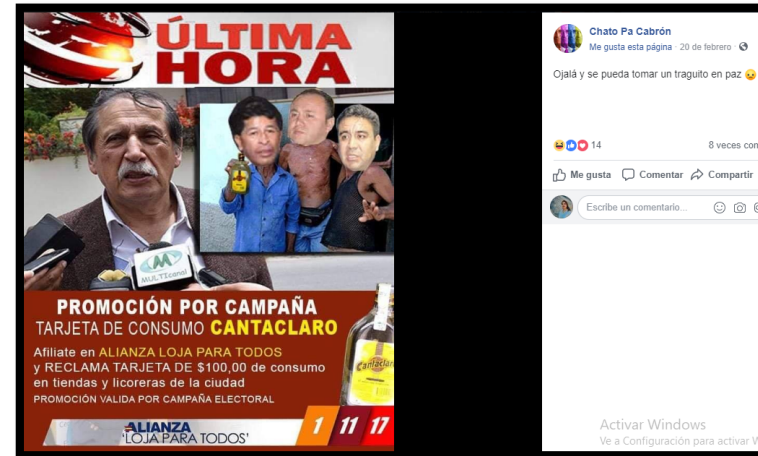 ÚLTIMA
HORA
MULTIcanal
PROMOCIÓN POR CAMPAÑA
TARJETA DE CONSUMO CANTACLARO
Afiliate en ALIANZA LOJA PARA TODOS
y RECLAMA TARJETA DE $100,00 de consumo
en tiendas y licoreras de la ciudad
PROMOCIÓN VALIDA POR CAMPAÑA ELECTORAL
Cantaclar
ALIANZA
'LOJA PARA TODOS'
1 11 17
Chato Pa Cabrón
Me gusta esta página · 20 de febrero ·
Ojalá y se pueda tomar un traguito en paz 😞
14
8 veces com
Me gusta Comentar Compartir
Escribe un comentario...
Activar Windows
Ve a Configuración para activar W